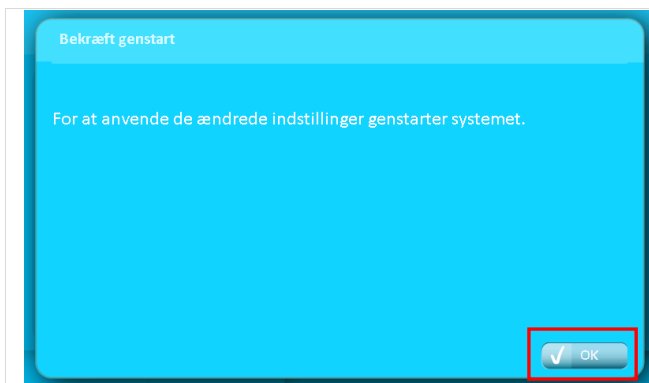 Bekræft genstart
For at anvende de ændrede indstillinger genstarter systemet.
OK